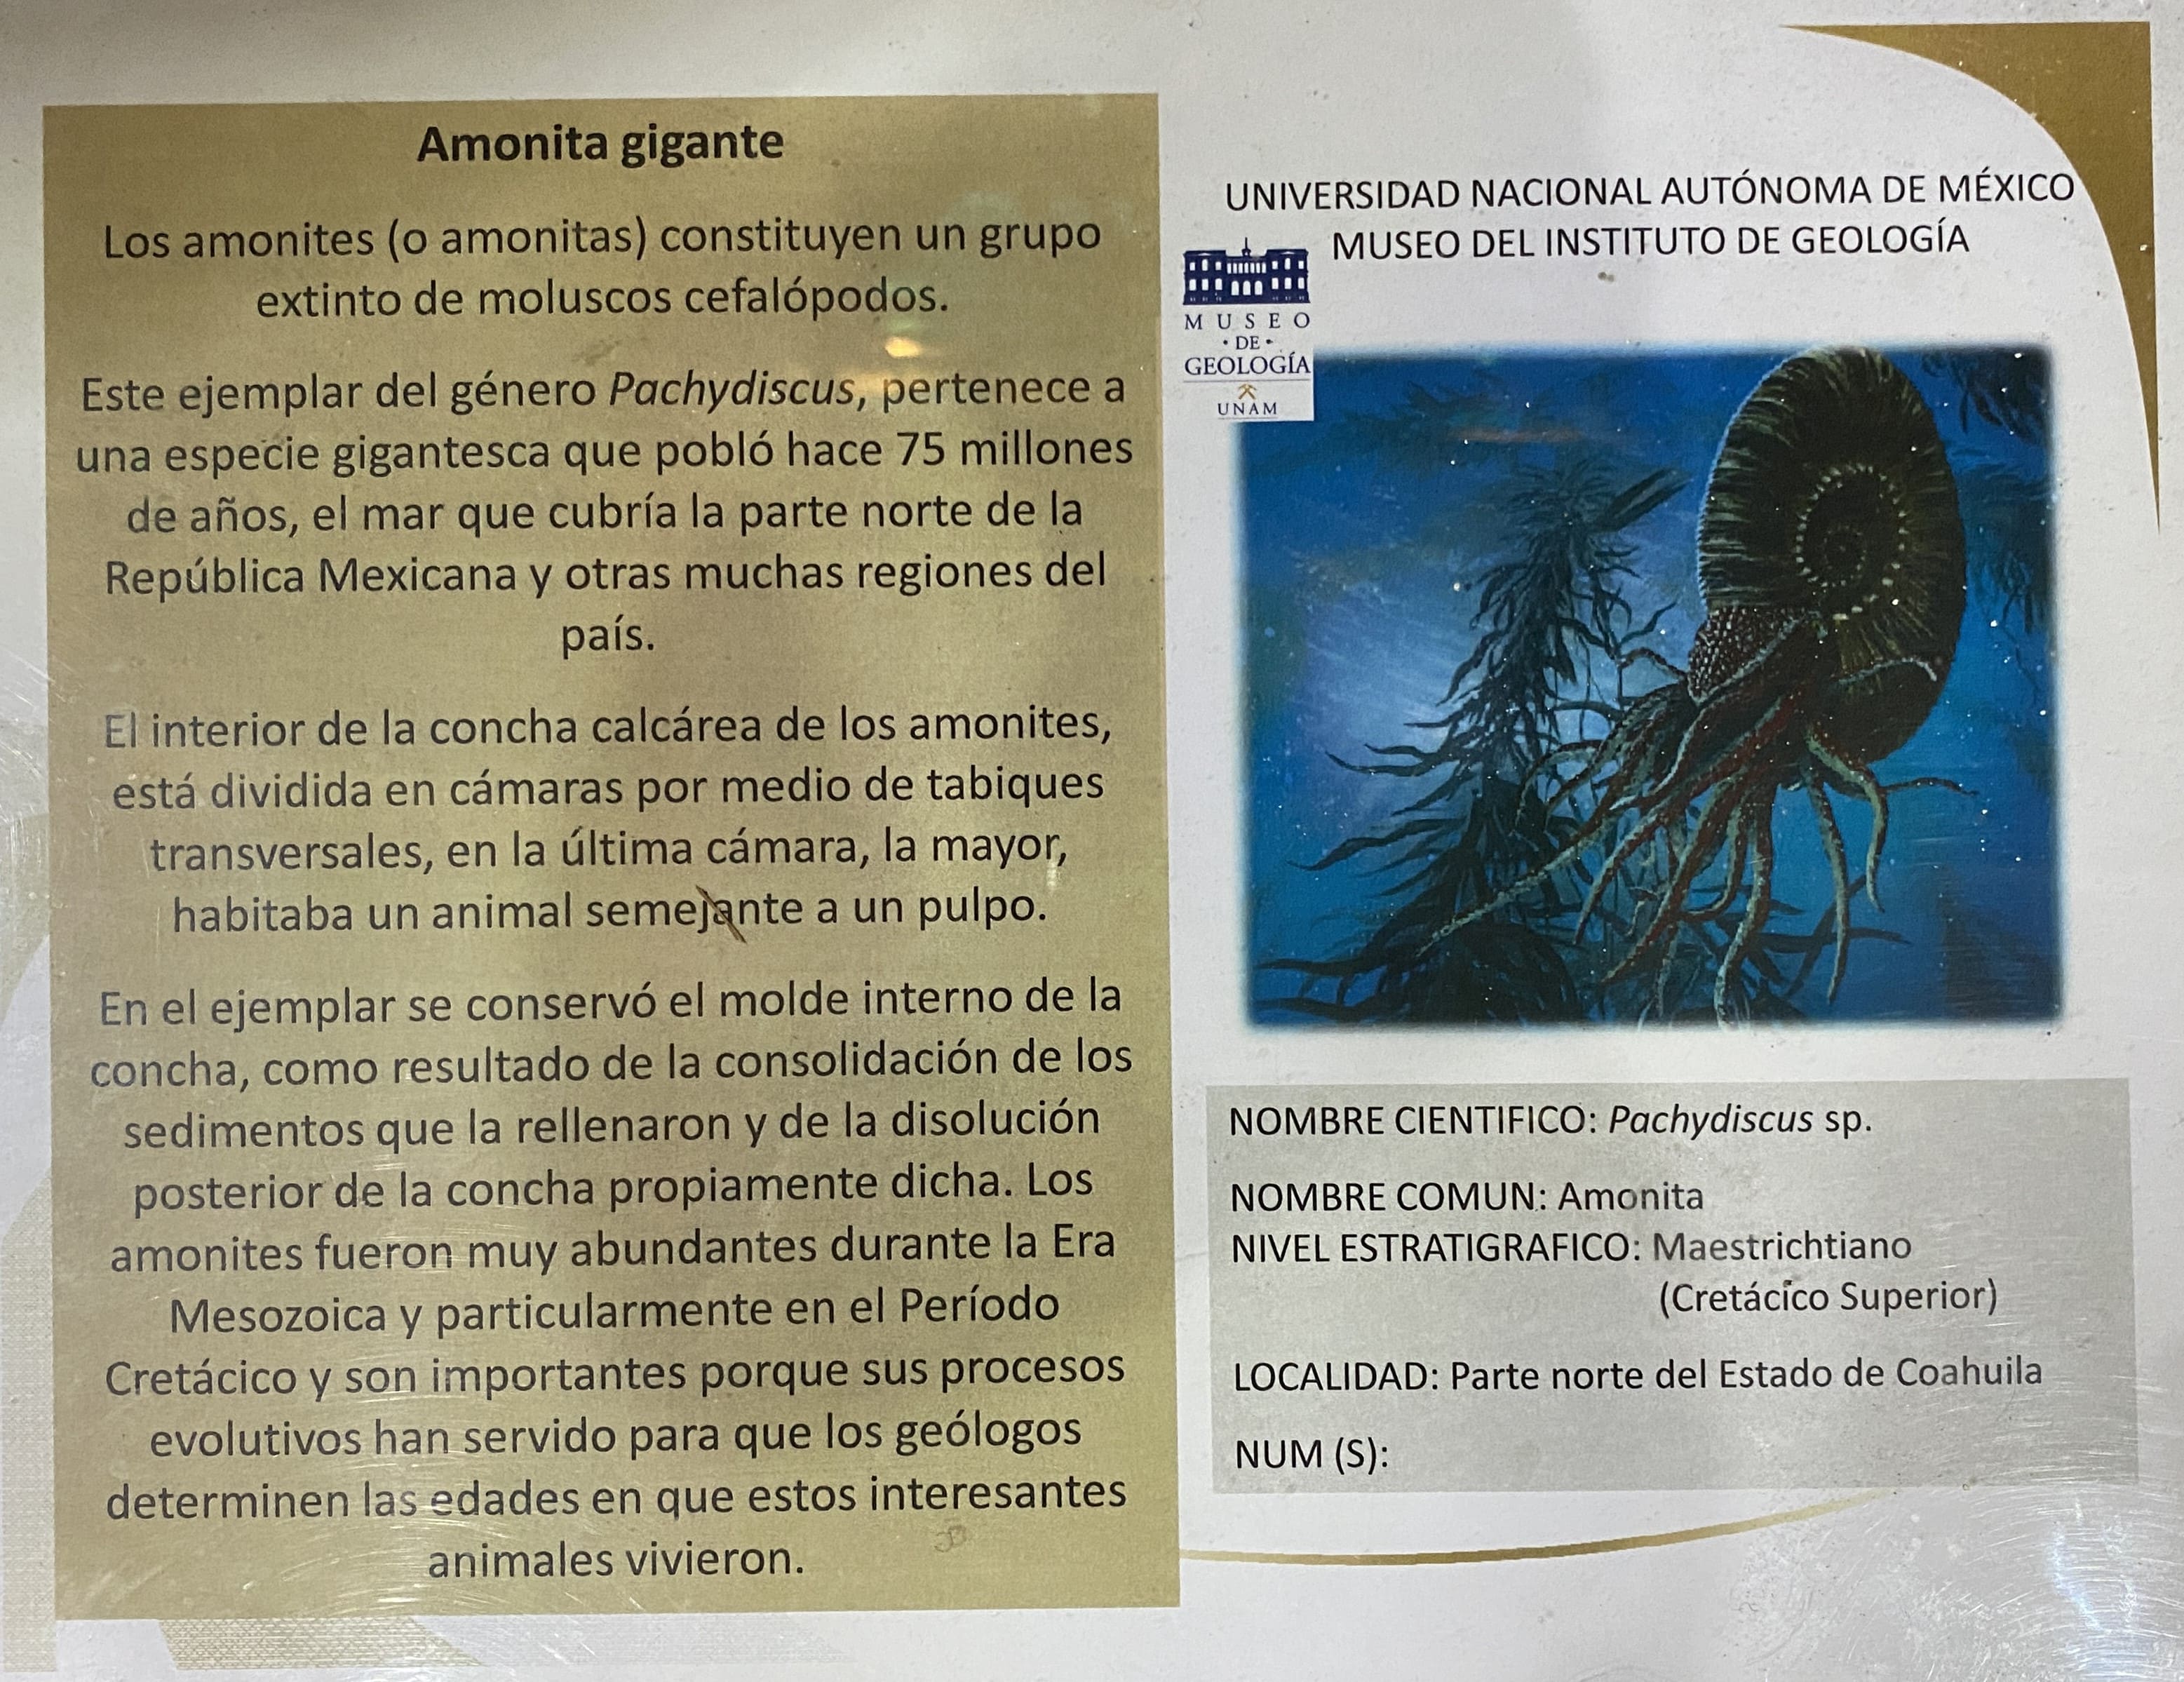 Amonita gigante
Los amonites (o amonitas) constituyen un grupo
extinto de moluscos cefalópodos.
Este ejemplar del género Pachydiscus, pertenece a
una especie gigantesca que pobló hace 75 millones
de años, el mar que cubría la parte norte de la
República Mexicana y otras muchas regiones del
país.
El interior de la concha calcárea de los amonites,
está dividida en cámaras por medio de tabiques
transversales, en la última cámara, la mayor,
habitaba un animal semejante a un pulpo.
En el ejemplar se conservó el molde interno de la
concha, como resultado de la consolidación de los
sedimentos que la rellenaron y de la disolución
posterior de la concha propiamente dicha. Los
amonites fueron muy abundantes durante la Era
Mesozoica y particularmente en el Período
Cretácico y son importantes porque sus procesos
evolutivos han servido para que los geólogos
determinen las edades en que estos interesantes
animales vivieron.
UNIVERSIDAD NACIONAL AUTÓNOMA DE MÉXICO
MUSEO DEL INSTITUTO DE GEOLOGÍA
MUSEO
• DE •
GEOLOGÍA
UNAM
NOMBRE CIENTIFICO: Pachydiscus sp.
NOMBRE COMUN: Amonita
NIVEL ESTRATIGRAFICO: Maestrichtiano
(Cretácico Superior)
LOCALIDAD: Parte norte del Estado de Coahuila
NUM (S):